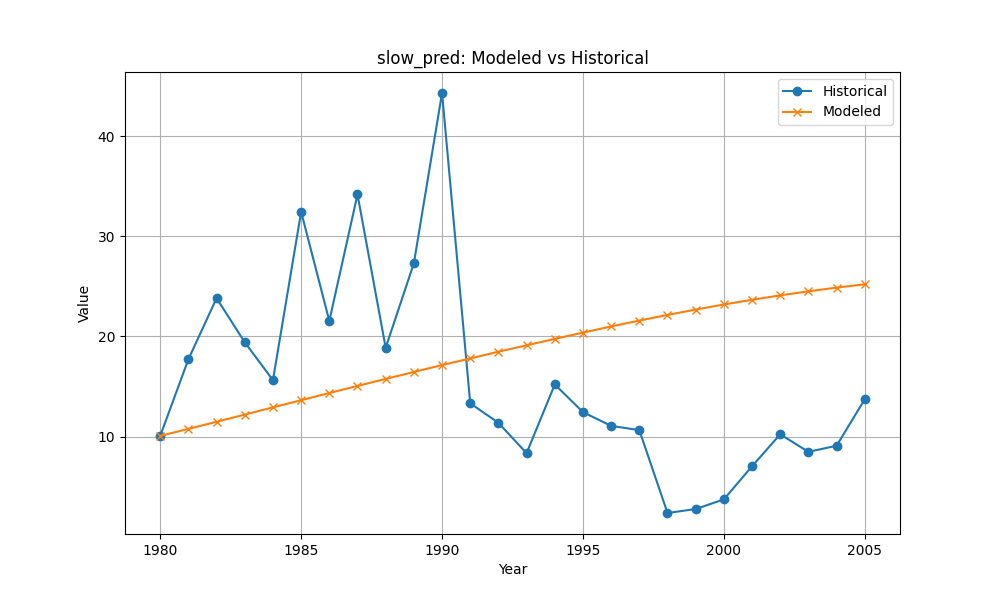 slow_pred: Modeled vs Historical
Historical
Modeled
Value
40
30
20
10
1980 1985 1990 1995 2000 2005
Year